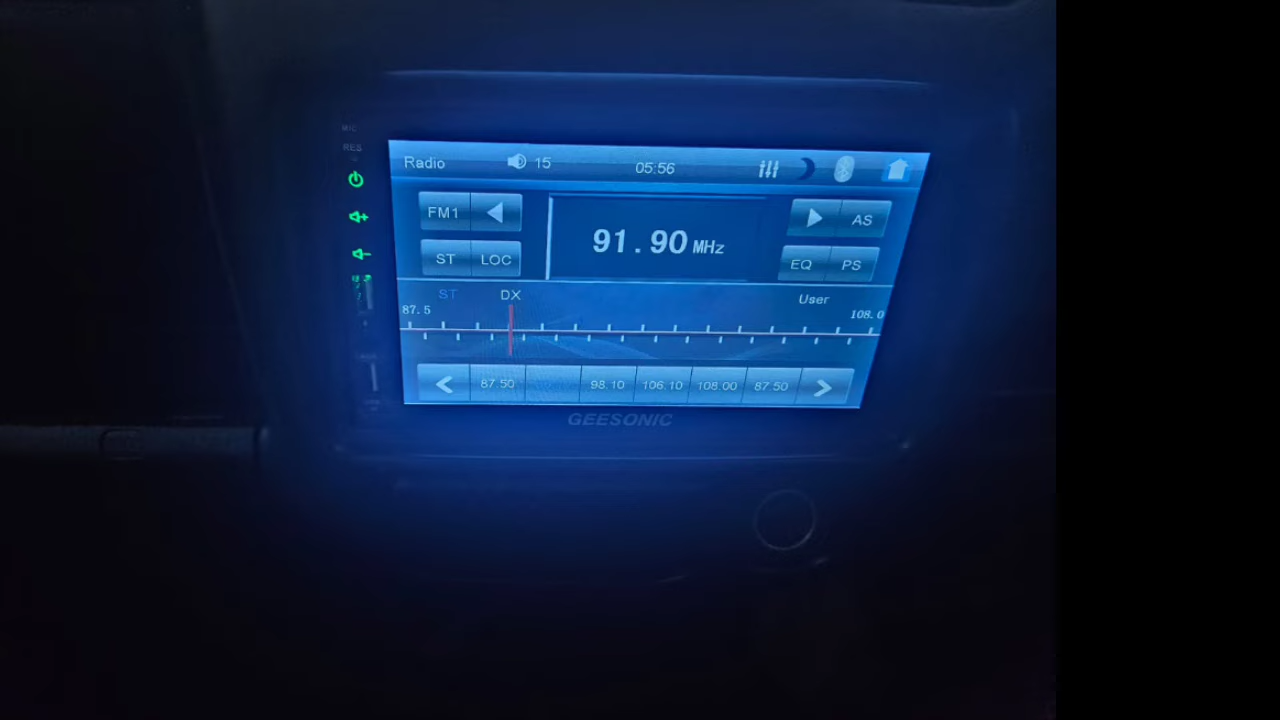 MIC
RES
Radio 15 05:56
FM1 91.90 MHz AS
ST LOC EQ PS
ST DX User
87.5 108.0
87.50 98.10 106.10 108.00 87.50
GEESONIC